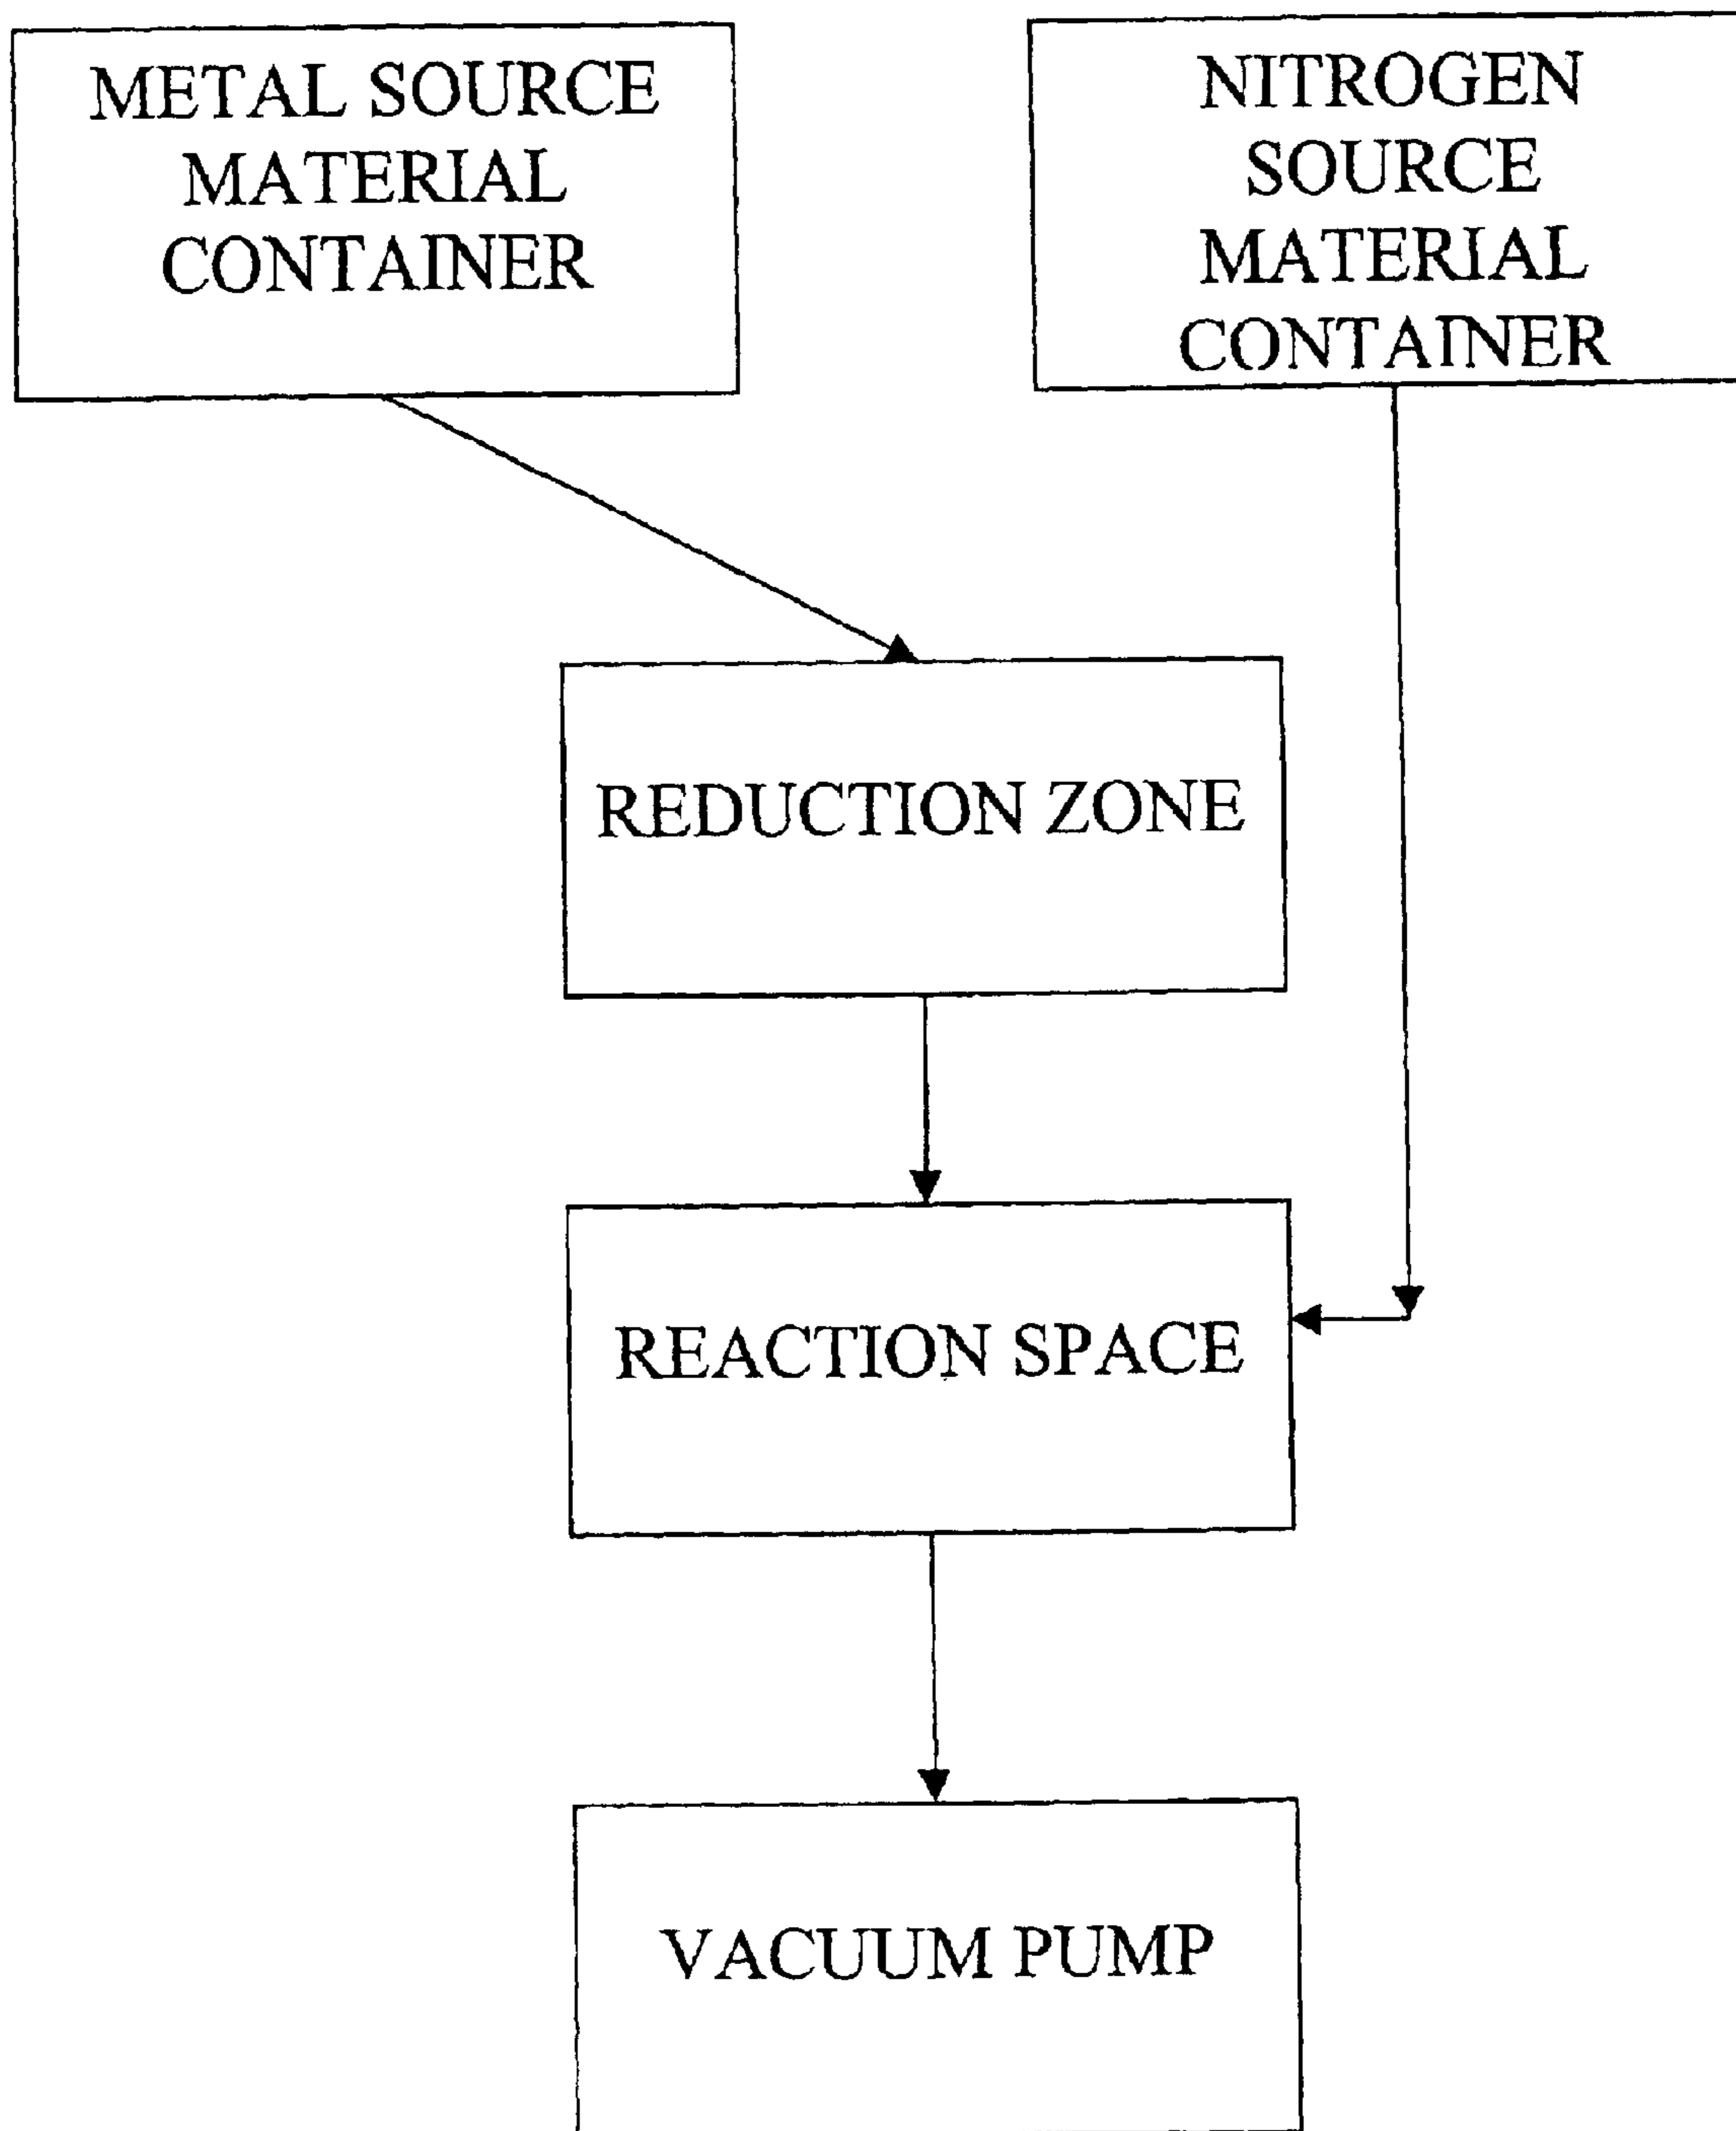 METAL SOURCE
MATERIAL
CONTAINER
NITROGEN
SOURCE
MATERIAL
CONTAINER
REDUCTION ZONE
REACTION SPACE
VACUUM PUMP